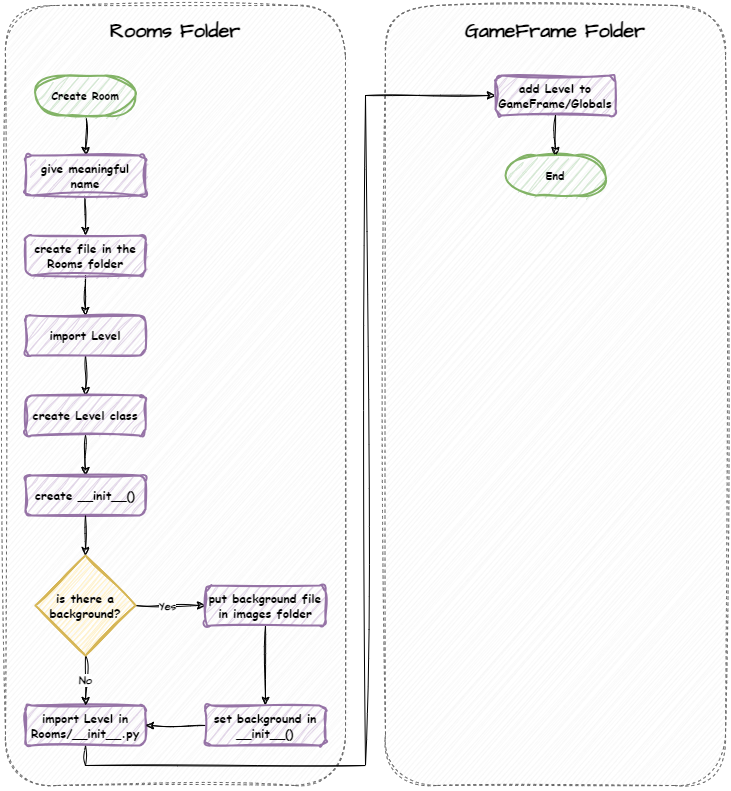 Rooms Folder
GameFrame Folder
Create Room
give meaningful
name
create file in the
Rooms folder
import Level
create Level class
create __init__()
is there a
background?
Yes
put background file
in images folder
No
set background in
__init__()
import Level in
Rooms/__init__.py
add Level to
GameFrame/Globals
End